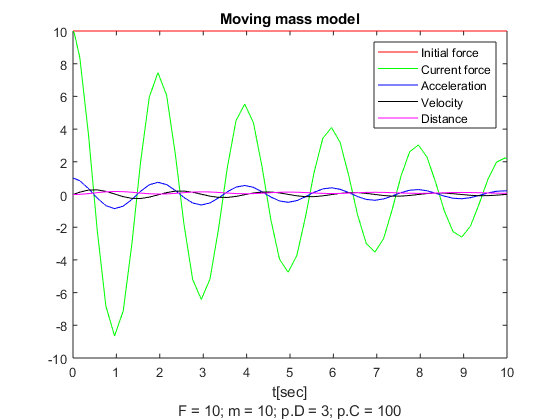 Moving mass model
Initial force
Current force
Acceleration
Velocity
Distance
10
8
6
4
2
0
-2
-4
-6
-8
-10
0 1 2 3 4 5 6 7 8 9 10
t[sec]
F = 10; m = 10; p.D = 3; p.C = 100